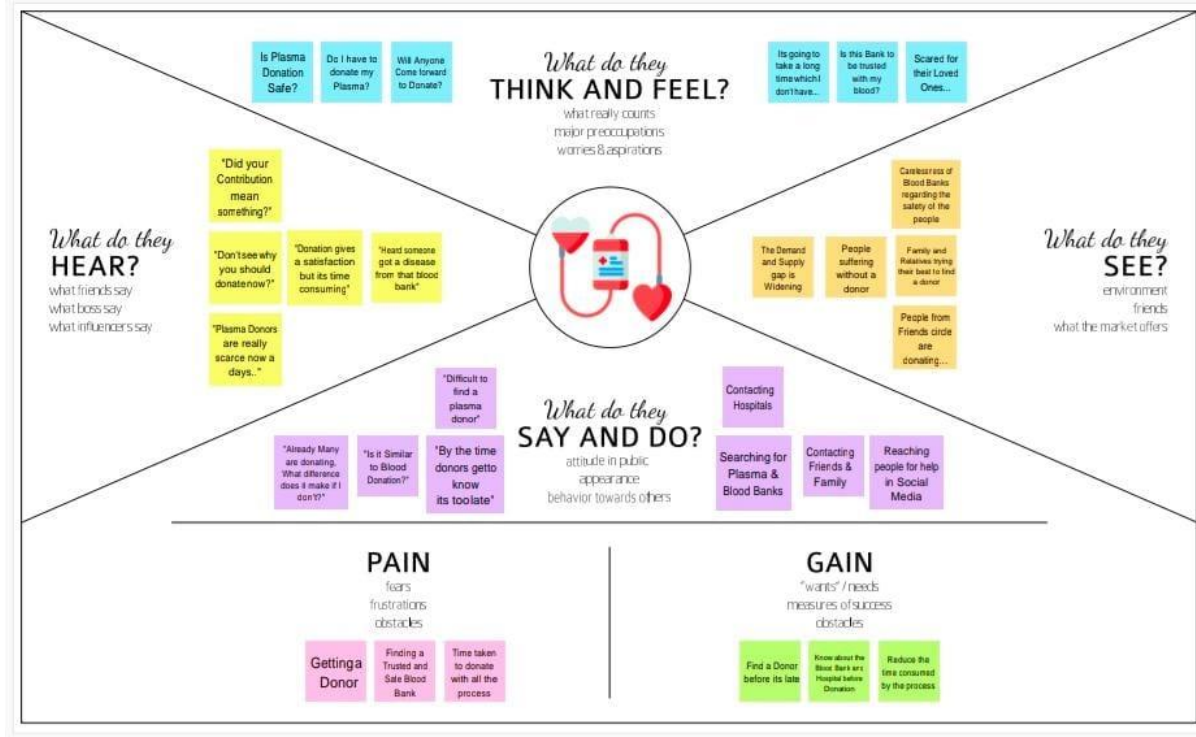 Is Plasma
Donation
Safe?
Do I have to
donate my
Plasma?
Will Anyone
Come forward
to Donate?
What do they
THINK AND FEEL?
what really counts
major preoccupations
worries & aspirations
Its going to
take a long
time which I
don't have...
Is this Bank to
be trusted
with my
blood?
Scared for
their Loved
Ones...
What do they
HEAR?
what friends say
what boss say
what influencers say
"Did your
Contribution
mean
something?"
"Don't see why
you should
donate now?"
"Donation gives
a satisfaction
but its time
consuming"
"Heard someone
got a disease
from that blood
bank"
"Plasma Donors
are really
scarce now a
days.."
Carelessness of
Blood Banks
regarding the
safety of the
people
The Demand
and Supply
gap is
Widening
People
suffering
without a
donor
Family and
Relatives trying
their best to find
a donor
People from
Friends circle
are
donating...
What do they
SEE?
environment
friends
what the market offers
"Difficult to
find a
plasma
donor"
"Already Many
are donating,
What difference
does it make if I
don't?"
"Is it Similar
to Blood
Donation?"
"By the time
donors get to
know
its too late"
What do they
SAY AND DO?
attitude in public
appearance
behavior towards others
Contacting
Hospitals
Searching for
Plasma &
Blood Banks
Contacting
Friends &
Family
Reaching
people for help
in Social
Media
PAIN
fears
frustrations
obstacles
Getting a
Donor
Finding a
Trusted and
Safe Blood
Bank
Time taken
to donate
with all the
process
GAIN
"wants" / needs
measures of success
obstacles
Find a Donor
before its late
Know about the
Blood Bank and
Hospital before
Donation
Reduce the
time consumed
by the process